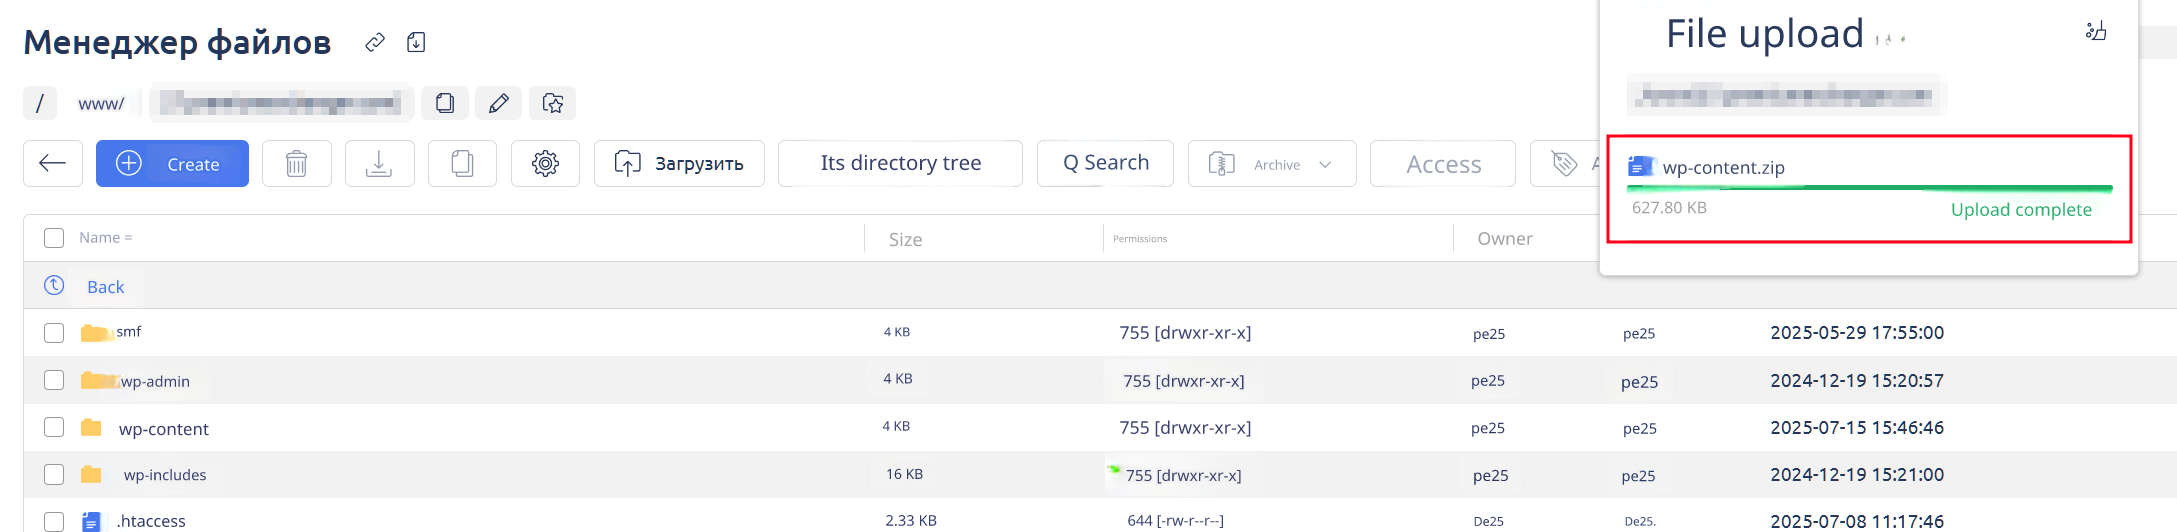 Менеджер файлов
File upload
/ www/
Create
Загрузить
Its directory tree
Q Search
Archive
Access
wp-content.zip
627.80 KB
Upload complete
Name =
Size
Permissions
Owner
Back
smf 4 KB 755 [drwxr-xr-x] pe25 pe25 2025-05-29 17:55:00
wp-admin 4 KB 755 [drwxr-xr-x] pe25 pe25 2024-12-19 15:20:57
wp-content 4 KB 755 [drwxr-xr-x] pe25 pe25 2025-07-15 15:46:46
wp-includes 16 KB 755 [drwxr-xr-x] pe25 pe25 2024-12-19 15:21:00
.htaccess 2.33 KB 644 [-rw-r--r--] De25 De25. 2025-07-08 11:17:46